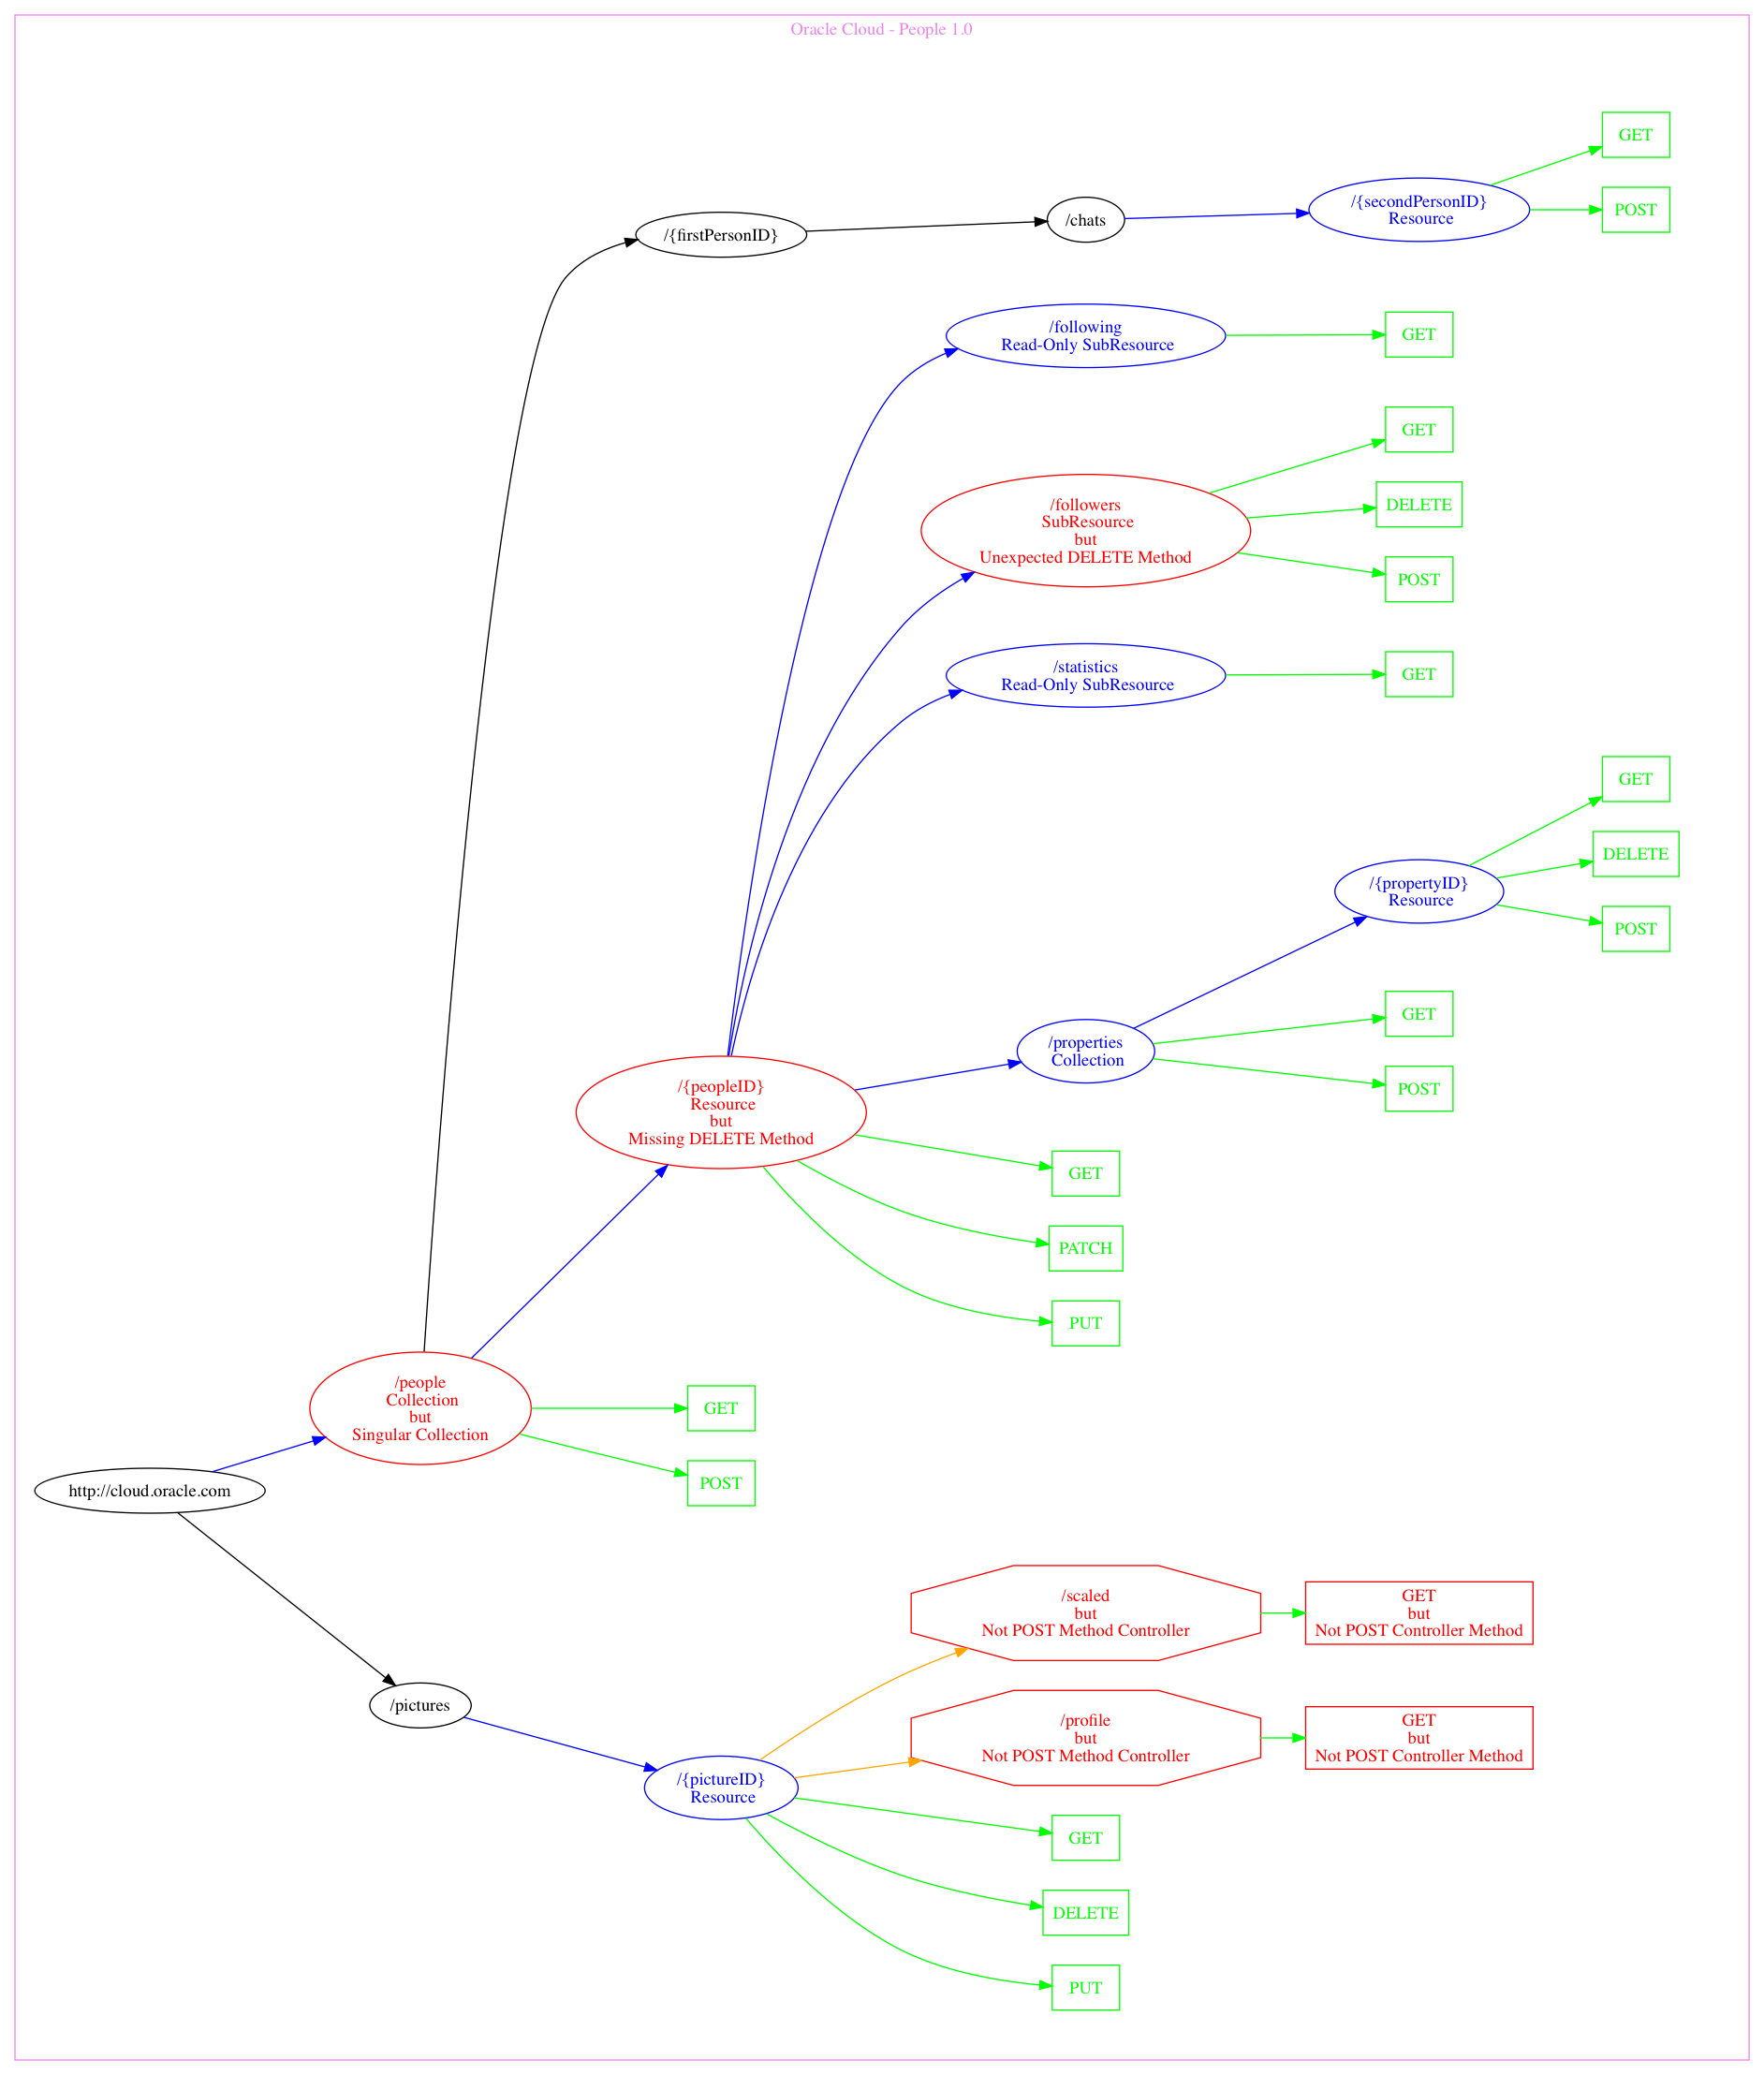 Oracle Cloud - People 1.0
GET
/{secondPersonID}
Resource
POST
/chats
/{firstPersonID}
/following
Read-Only SubResource
GET
GET
/followers
SubResource
but
Unexpected DELETE Method
DELETE
POST
/statistics
Read-Only SubResource
GET
GET
DELETE
/{propertyID}
Resource
POST
GET
/properties
Collection
POST
/{peopleID}
Resource
but
Missing DELETE Method
GET
PATCH
PUT
/people
Collection
but
Singular Collection
GET
POST
http://cloud.oracle.com
/scaled
but
Not POST Method Controller
GET
but
Not POST Controller Method
/pictures
/profile
but
Not POST Method Controller
GET
but
Not POST Controller Method
/{pictureID}
Resource
GET
DELETE
PUT